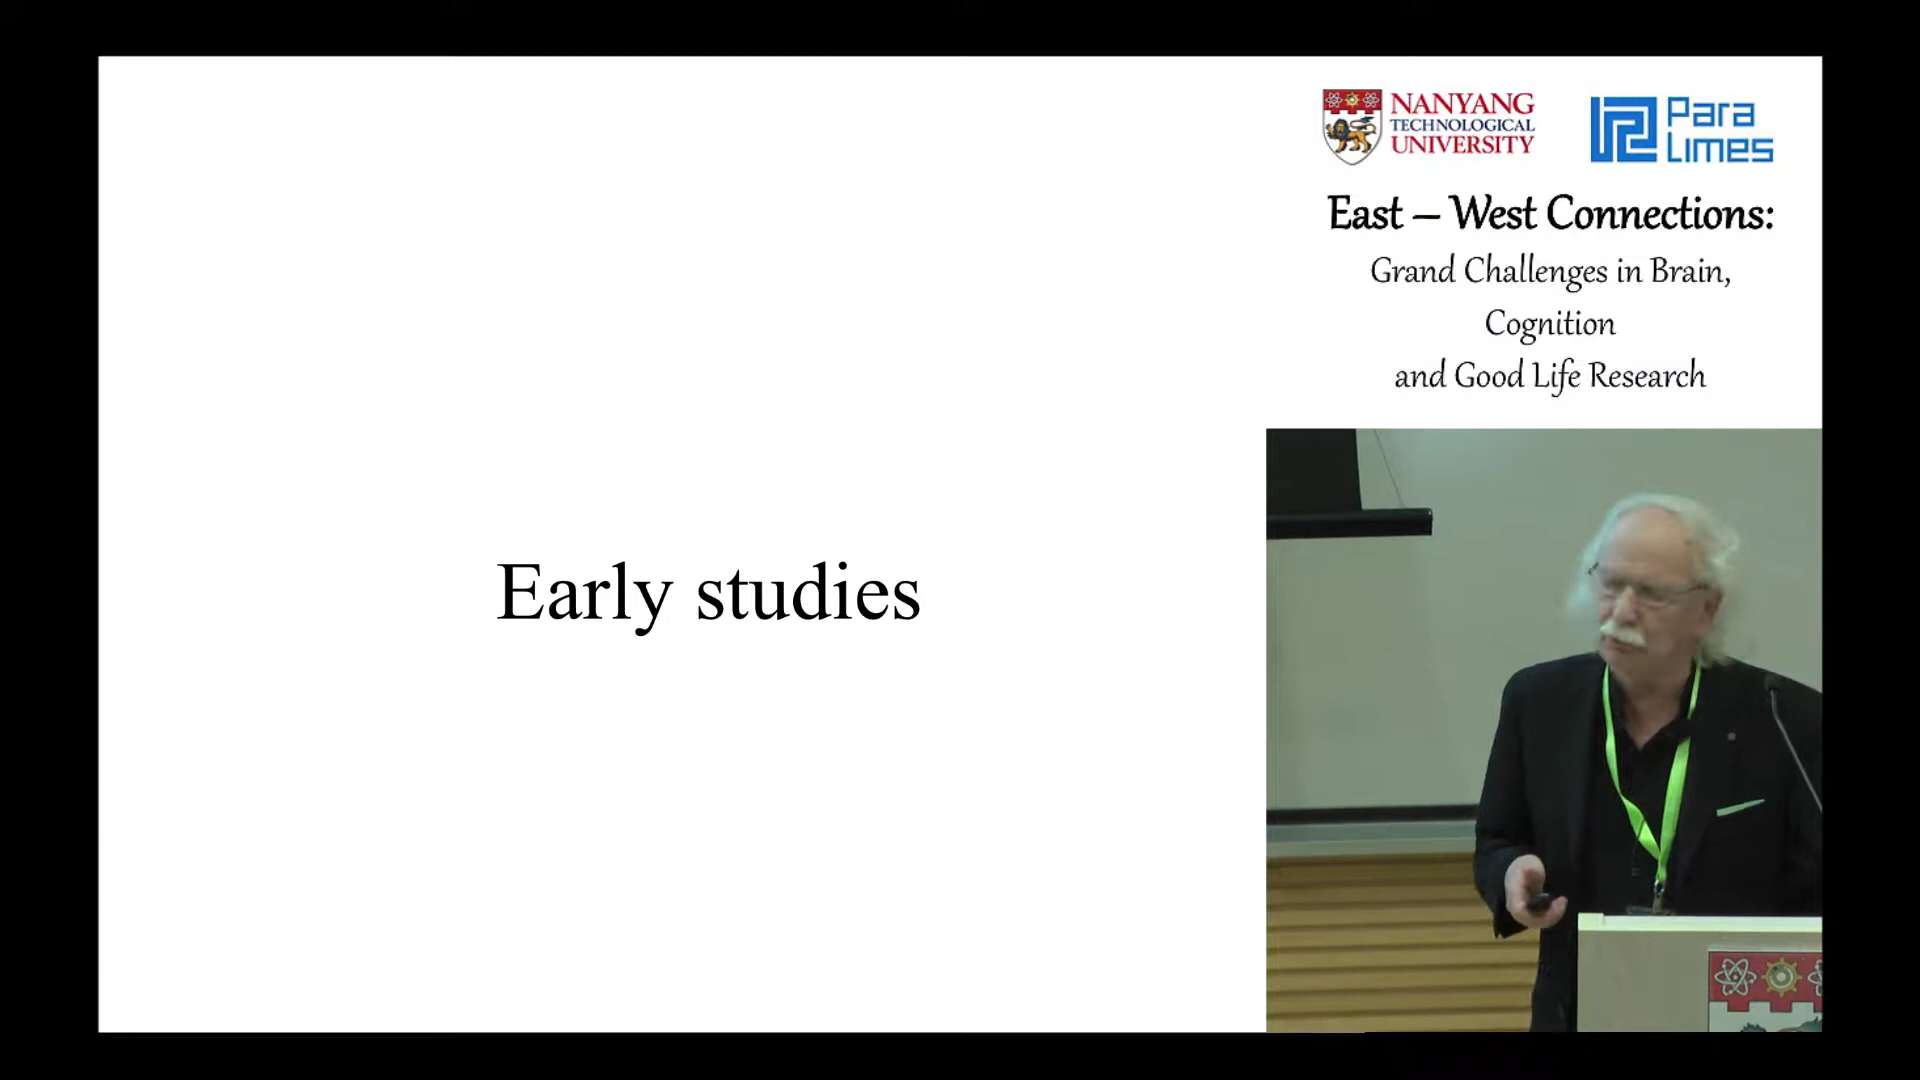 NANYANG
TECHNOLOGICAL
UNIVERSITY
Para
Limes
East – West Connections:
Grand Challenges in Brain,
Cognition
and Good Life Research
Early studies